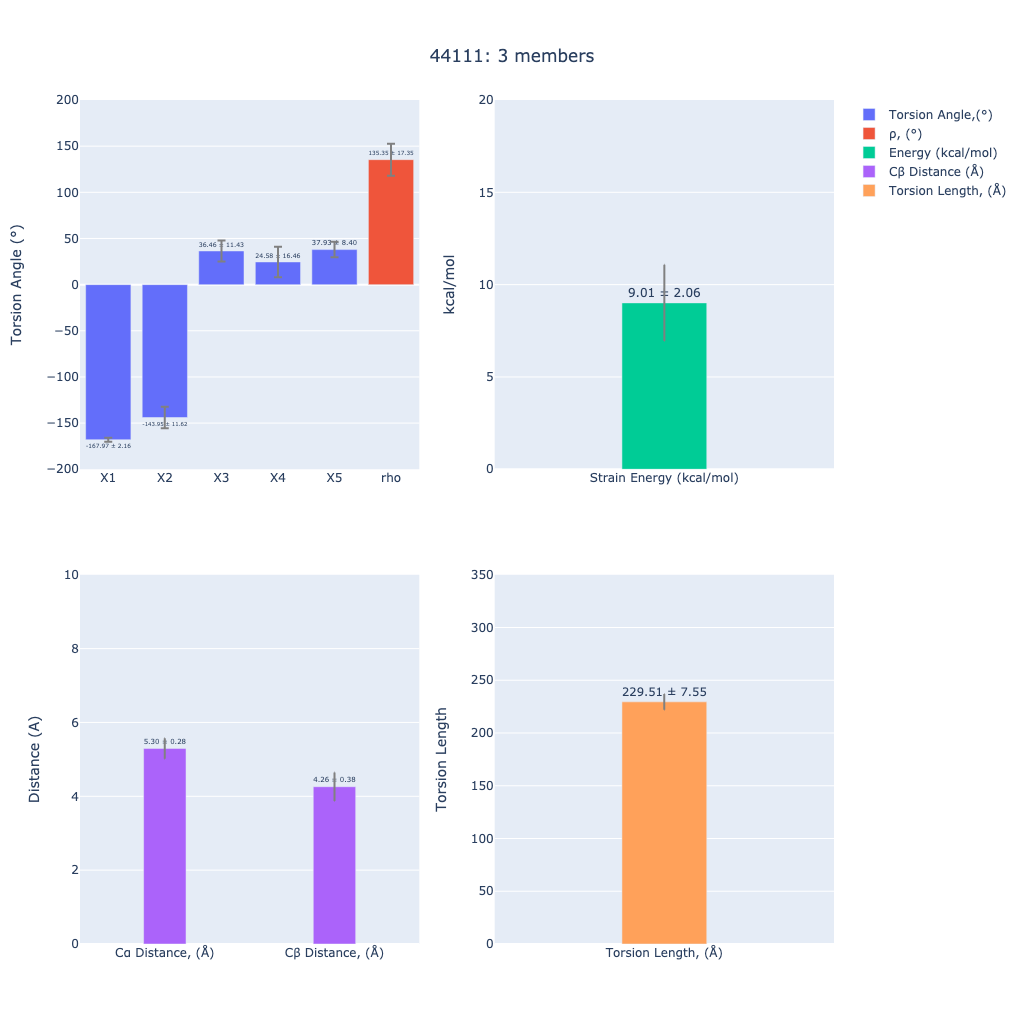 44111: 3 members
200
150
100
50
0
−50
−100
−150
−200
Torsion Angle (°)
135.35 ± 17.35
36.46 ± 11.43
24.58 ± 16.46
37.93 ± 8.40
-143.95 ± 11.62
-167.97 ± 2.16
X1 X2 X3 X4 X5 rho
20
15
10
5
0
kcal/mol
9.01 ± 2.06
Strain Energy (kcal/mol)
Torsion Angle,(°)
ρ, (°)
Energy (kcal/mol)
Cβ Distance (Å)
Torsion Length, (Å)
10
8
6
4
2
0
Distance (A)
5.30 ± 0.28
4.26 ± 0.38
Cα Distance, (Å) Cβ Distance, (Å)
350
300
250
200
150
100
50
0
Torsion Length
229.51 ± 7.55
Torsion Length, (Å)